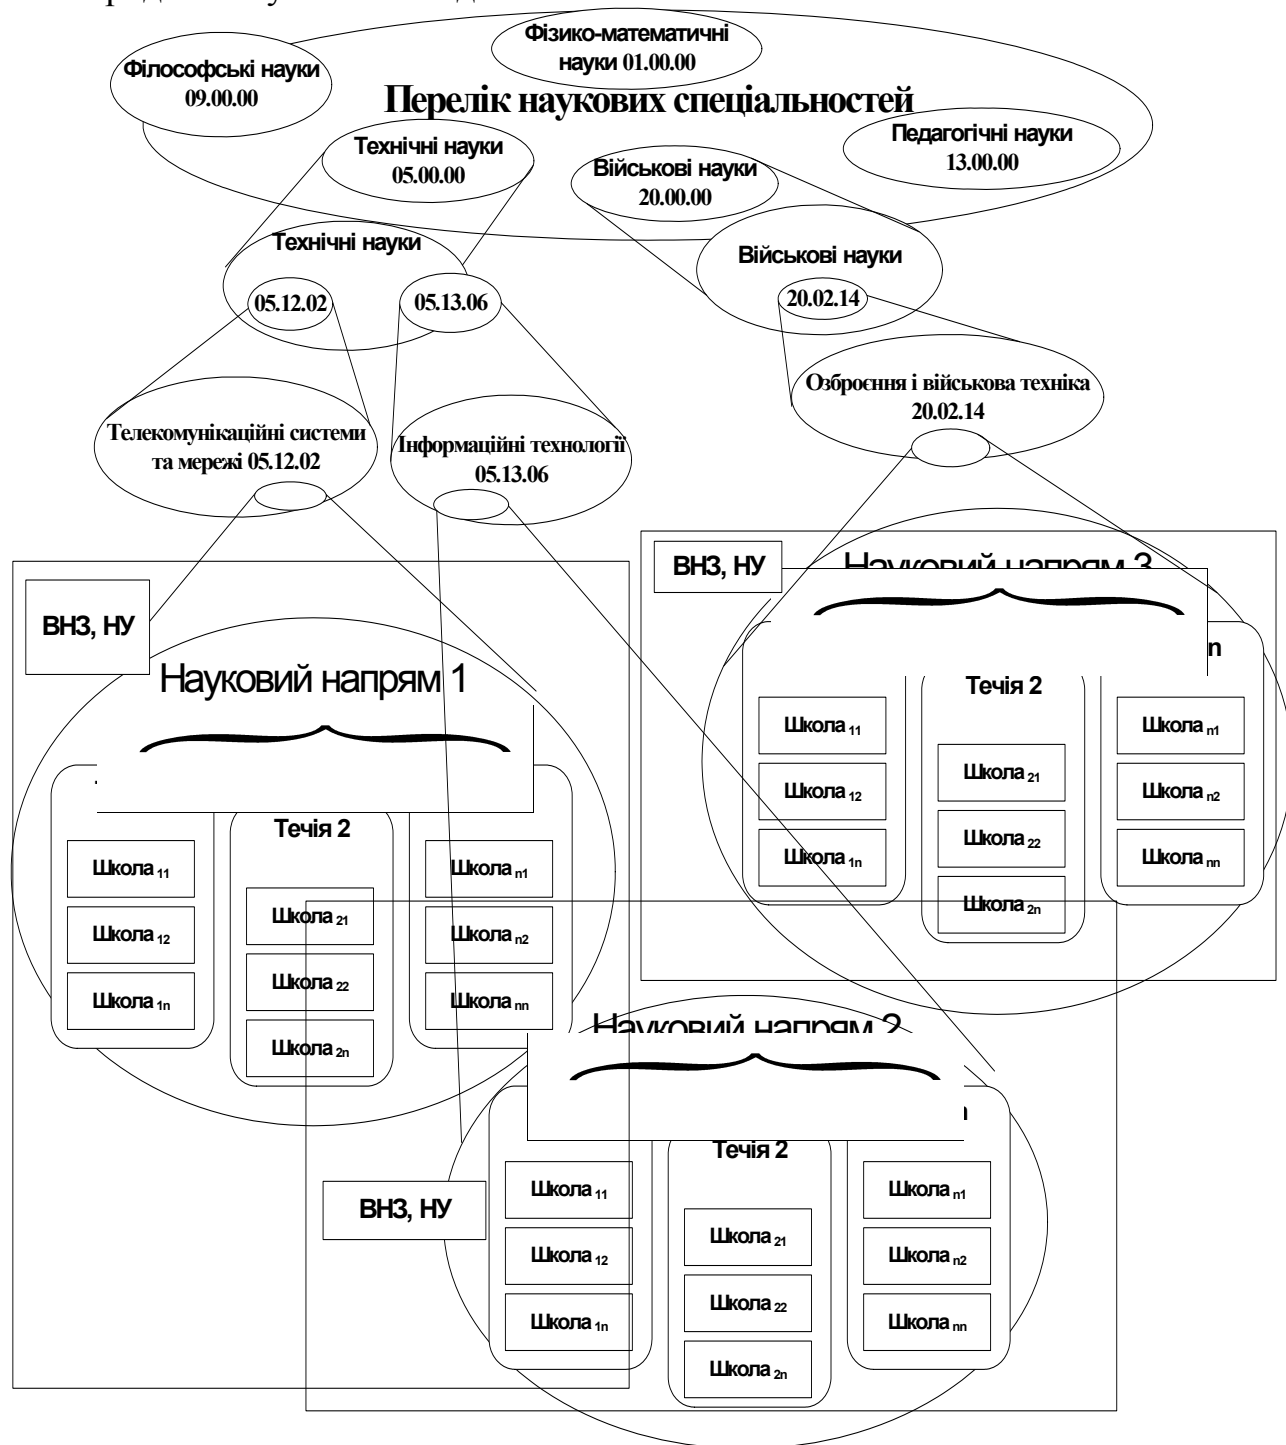 Фізико-математичні
науки 01.00.00
Філософські науки
09.00.00
Перелік наукових спеціальностей
Технічні науки
05.00.00
Військові науки
20.00.00
Педагогічні науки
13.00.00
Технічні науки
05.12.02
05.13.06
Військові науки
20.02.14
Телекомунікаційні системи
та мережі 05.12.02
Інформаційні технології
05.13.06
Озброєння і військова техніка
20.02.14
ВНЗ, НУ
Науковий напрям 1
Школа 11
Школа 12
Школа 1n
Течія 2
Школа 21
Школа 22
Школа 2n
Школа n1
Школа n2
Школа nn
ВНЗ, НУ
Науковий напрям 3
n
Школа 11
Школа 12
Школа 1n
Течія 2
Школа 21
Школа 22
Школа 2n
Школа n1
Школа n2
Школа nn
Науковий напрям 2
ВНЗ, НУ
Школа 11
Школа 12
Школа 1n
Течія 2
Школа 21
Школа 22
Школа 2n
Школа n1
Школа n2
Школа nn